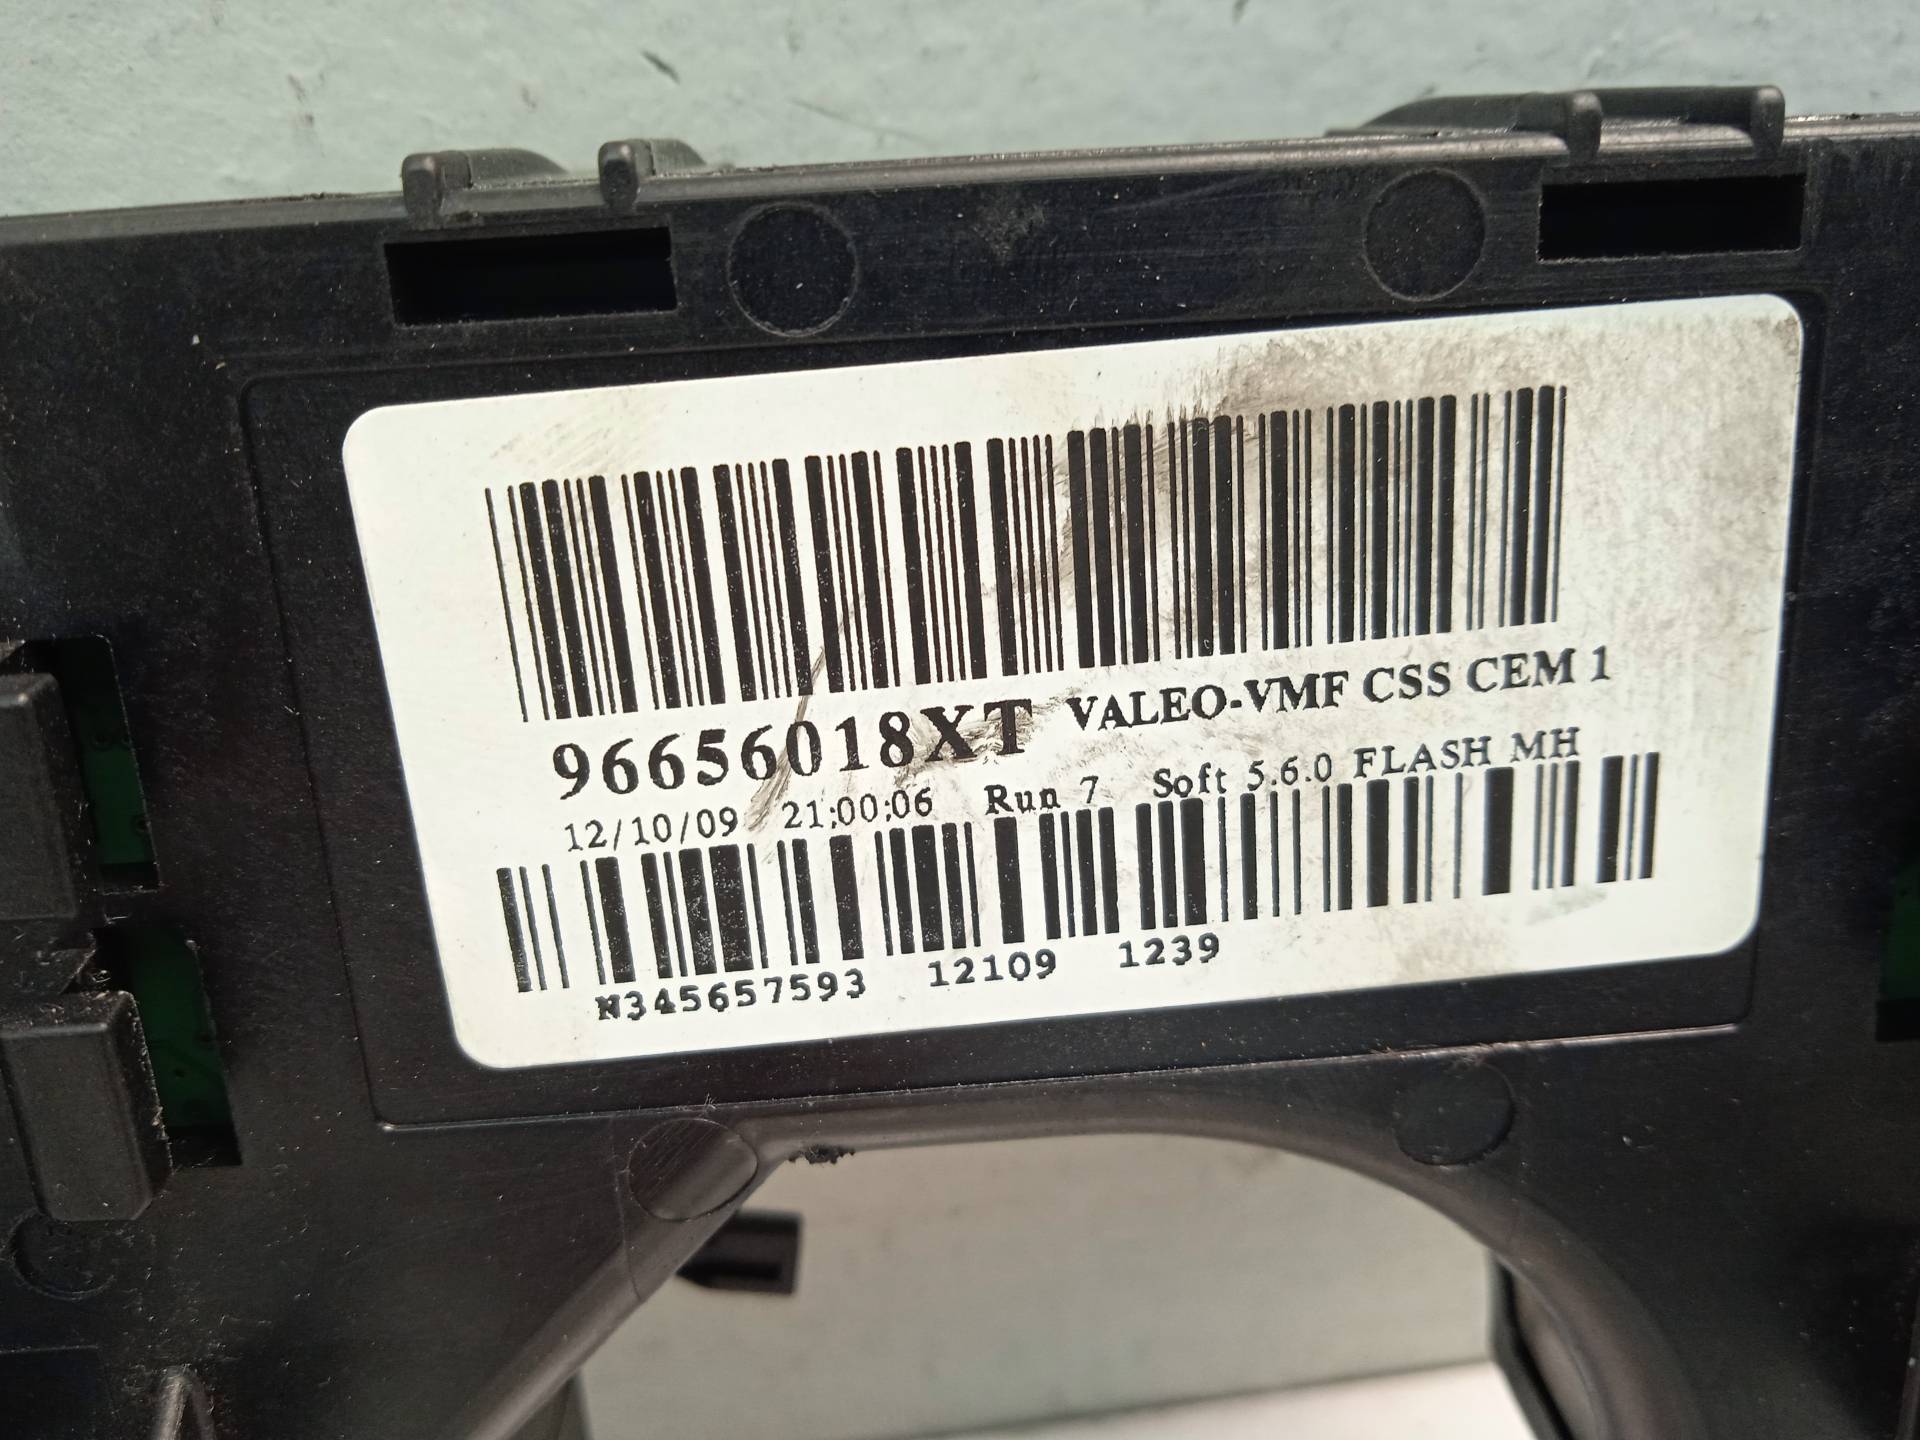 96656018XT VALEO-VMF CSS CEM 1
12/10/09 21:00:06 Run 7 Soft 5.6.0 FLASH MH
N345657593 12109 1239